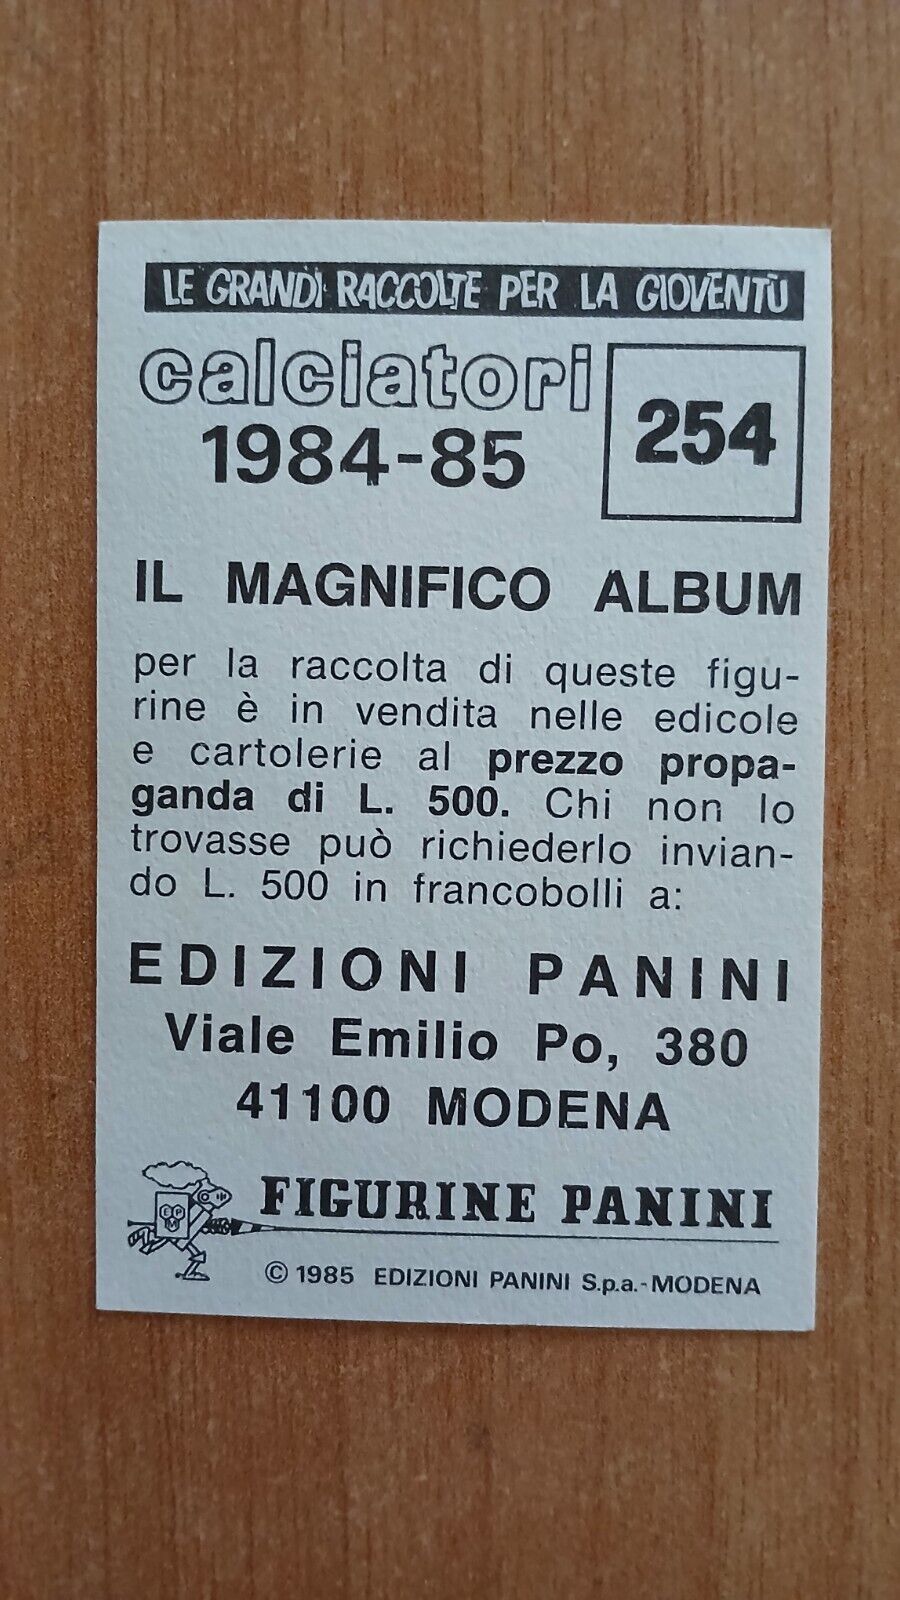 LE GRANDI RACCOLTE PER LA GIOVENTÙ
calciatori
1984-85
254
IL MAGNIFICO ALBUM
per la raccolta di queste figu-
rine è in vendita nelle edicole
e cartolerie al prezzo propa-
ganda di L. 500. Chi non lo
trovasse può richiederlo invian-
do L. 500 in francobolli a:
EDIZIONI PANINI
Viale Emilio Po, 380
41100 MODENA
FIGURINE PANINI
© 1985 EDIZIONI PANINI S.p.a.-MODENA